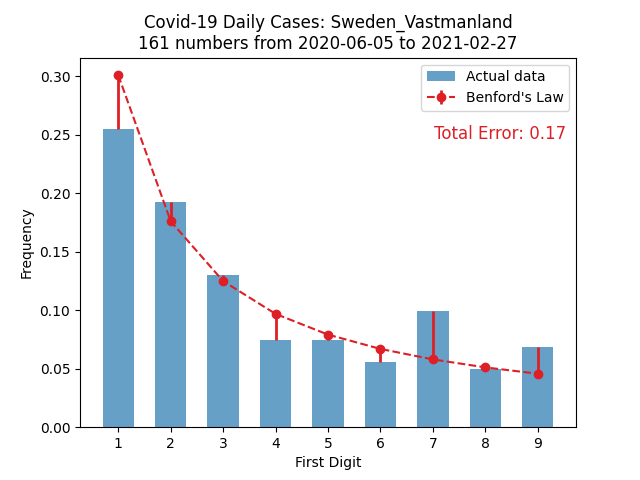 Covid-19 Daily Cases: Sweden_Vastmanland
161 numbers from 2020-06-05 to 2021-02-27
Actual data
Benford's Law
Total Error: 0.17
Frequency
0.30
0.25
0.20
0.15
0.10
0.05
0.00
1 2 3 4 5 6 7 8 9
First Digit